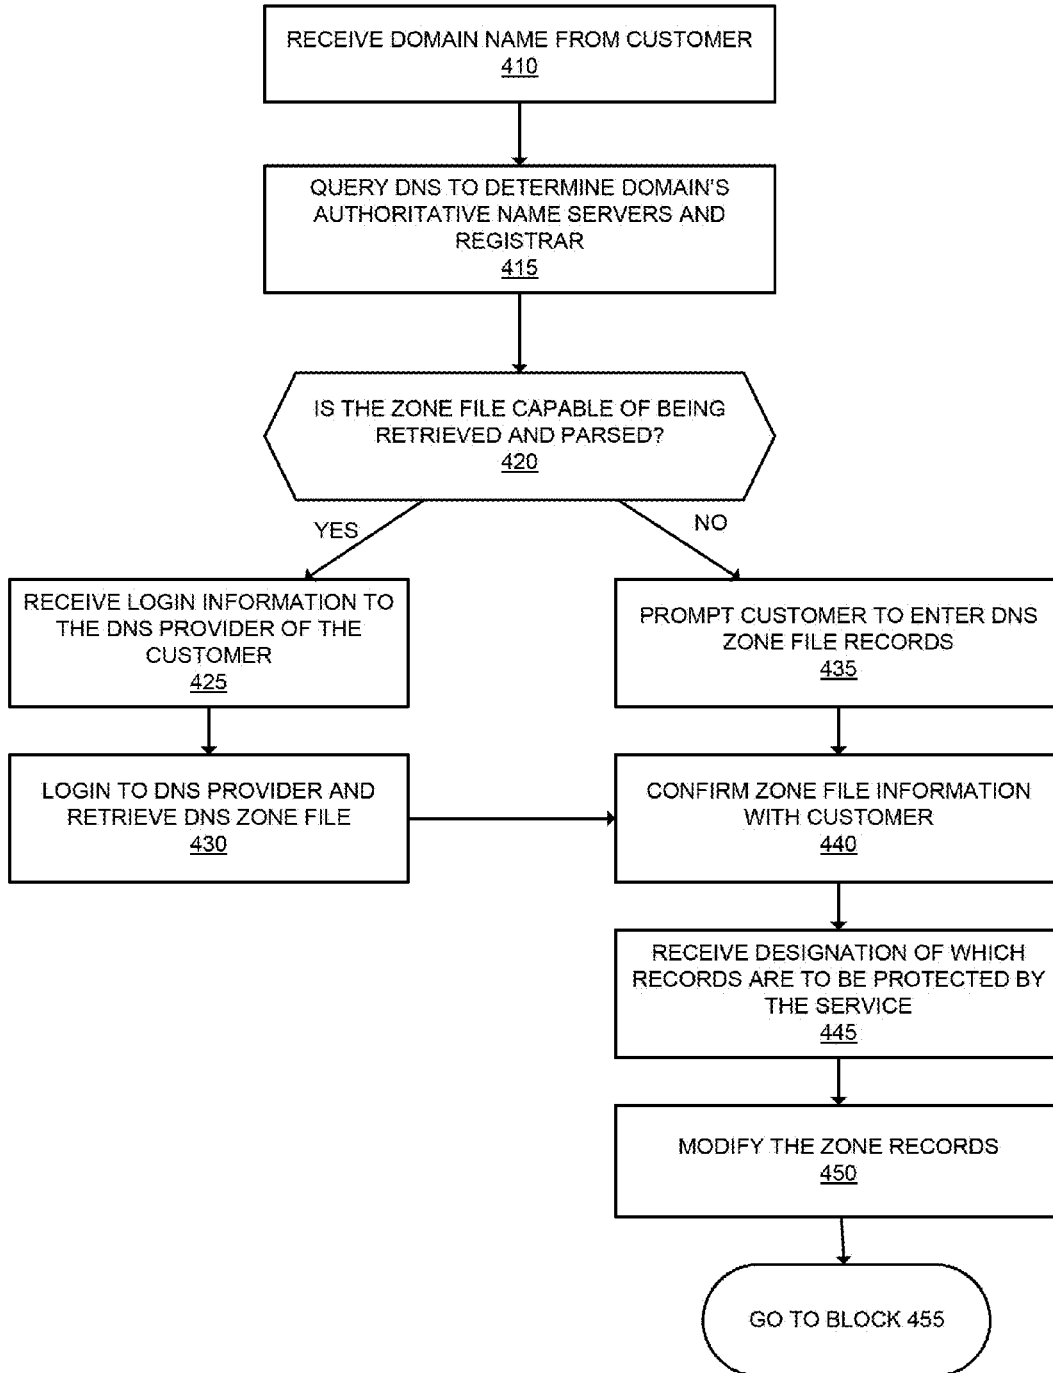 RECEIVE DOMAIN NAME FROM CUSTOMER
410
QUERY DNS TO DETERMINE DOMAIN'S
AUTHORITATIVE NAME SERVERS AND
REGISTRAR
415
IS THE ZONE FILE CAPABLE OF BEING
RETRIEVED AND PARSED?
420
YES
NO
RECEIVE LOGIN INFORMATION TO
THE DNS PROVIDER OF THE
CUSTOMER
425
PROMPT CUSTOMER TO ENTER DNS
ZONE FILE RECORDS
435
LOGIN TO DNS PROVIDER AND
RETRIEVE DNS ZONE FILE
430
CONFIRM ZONE FILE INFORMATION
WITH CUSTOMER
440
RECEIVE DESIGNATION OF WHICH
RECORDS ARE TO BE PROTECTED BY
THE SERVICE
445
MODIFY THE ZONE RECORDS
450
GO TO BLOCK 455